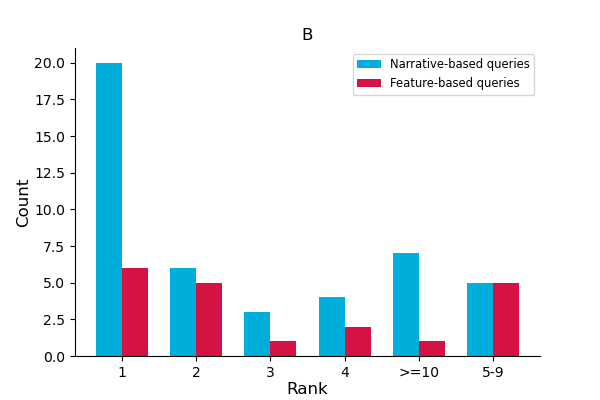 B
Narrative-based queries
Feature-based queries
Count
20.0
17.5
15.0
12.5
10.0
7.5
5.0
2.5
0.0
1 2 3 4 >=10 5-9
Rank